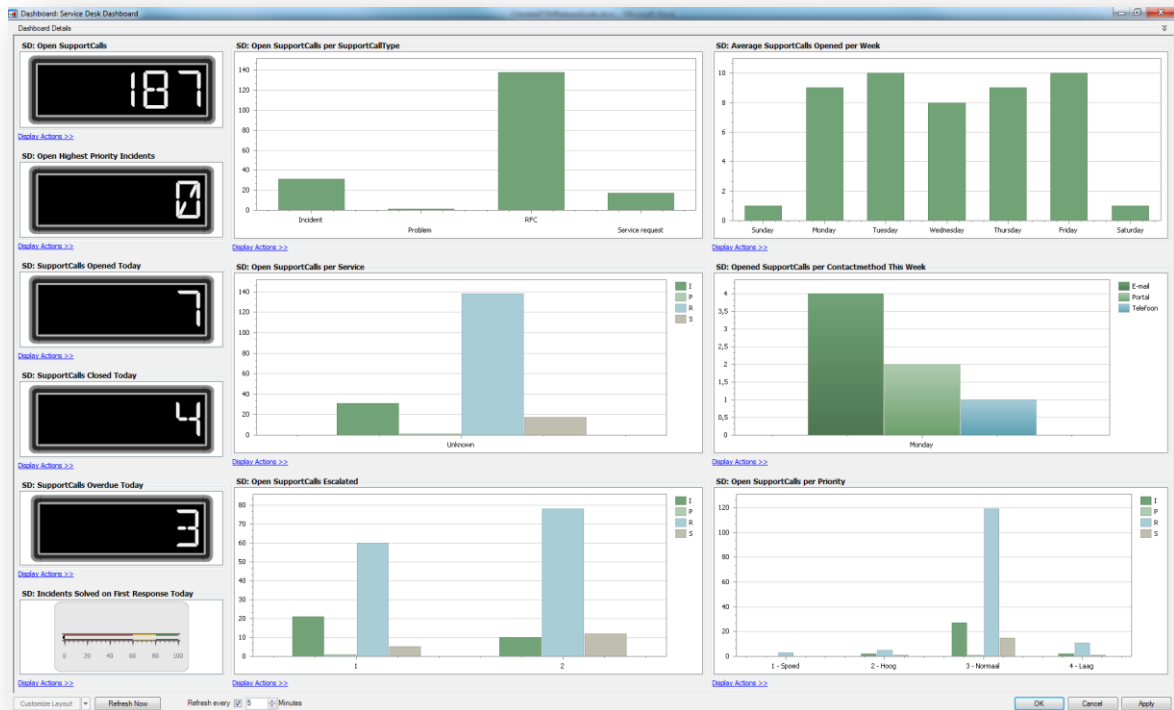 Dashboard: Service Desk Dashboard
Dashboard Details
SD: Open SupportCalls
187
Display Actions >>
SD: Open Highest Priority Incidents
0
Display Actions >>
SD: SupportCalls Opened Today
7
Display Actions >>
SD: SupportCalls Closed Today
4
Display Actions >>
SD: SupportCalls Overdue Today
3
Display Actions >>
SD: Incidents Solved on First Response Today
0 20 40 60 80 100
Display Actions >>
SD: Open SupportCalls per SupportCallType
140
120
100
80
60
40
20
0
Incident
Problem
RFC
Service request
Display Actions >>
SD: Average SupportCalls Opened per Week
10
8
6
4
2
0
Sunday Monday Tuesday Wednesday Thursday Friday Saturday
Display Actions >>
SD: Open SupportCalls per Service
140
120
100
80
60
40
20
0
Unknown
I
P
R
S
Display Actions >>
SD: Opened SupportCalls per Contactmethod This Week
4
3,5
3
2,5
2
1,5
1
0,5
0
Monday
E-mail
Portal
Telefoon
Display Actions >>
SD: Open SupportCalls Escalated
80
70
60
50
40
30
20
10
0
1 2
I
P
R
S
Display Actions >>
SD: Open SupportCalls per Priority
120
100
80
60
40
20
0
1 - Spoed 2 - Hoog 3 - Normaal 4 - Laag
I
P
R
S
Display Actions >>
Customize Layout Refresh Now Refresh every 5 Minutes OK Cancel Apply